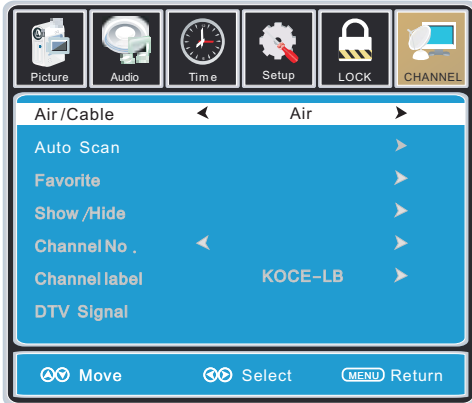 Picture Audio Time Setup LOCK CHANNEL
Air/Cable Air
Auto Scan
Favorite
Show /Hide
Channel No .
Channel label KOCE-LB
DTV Signal
Move Select MENU Return